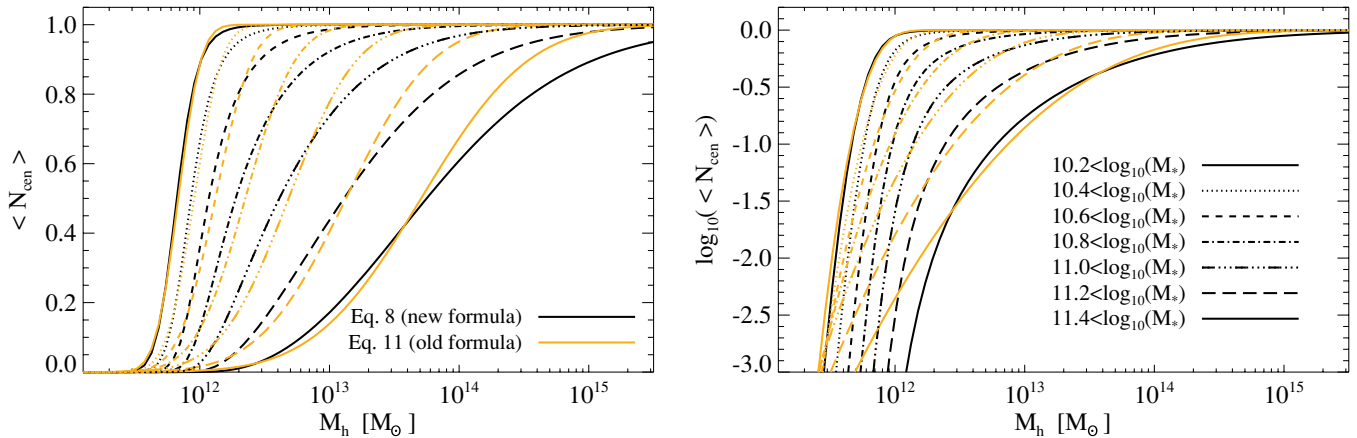 1.0
0.8
0.6
0.4
0.2
0.0
< N_cen >
Eq. 8 (new formula)
Eq. 11 (old formula)
10^12 10^13 10^14 10^15
M_h [M_⊙]
0.0
-0.5
-1.0
-1.5
-2.0
-2.5
-3.0
log_10(< N_cen >)
10.2<log_10(M_*)
10.4<log_10(M_*)
10.6<log_10(M_*)
10.8<log_10(M_*)
11.0<log_10(M_*)
11.2<log_10(M_*)
11.4<log_10(M_*)
10^12 10^13 10^14 10^15
M_h [M_⊙]